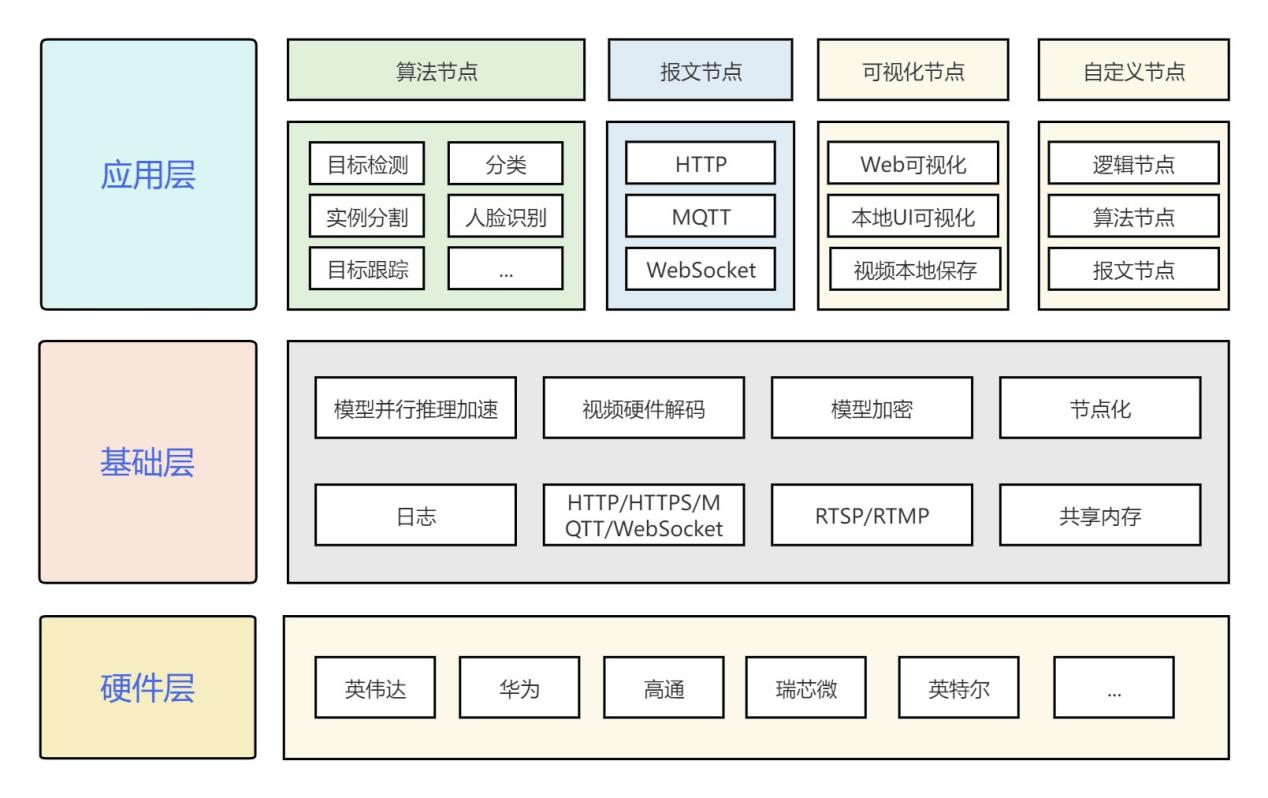 应用层
算法节点
目标检测
分类
实例分割
人脸识别
目标跟踪
...
报文节点
HTTP
MQTT
WebSocket
可视化节点
Web可视化
本地UI可视化
视频本地保存
自定义节点
逻辑节点
算法节点
报文节点
基础层
模型并行推理加速
视频硬件解码
模型加密
节点化
日志
HTTP/HTTPS/M
QTT/WebSocket
RTSP/RTMP
共享内存
硬件层
英伟达
华为
高通
瑞芯微
英特尔
...